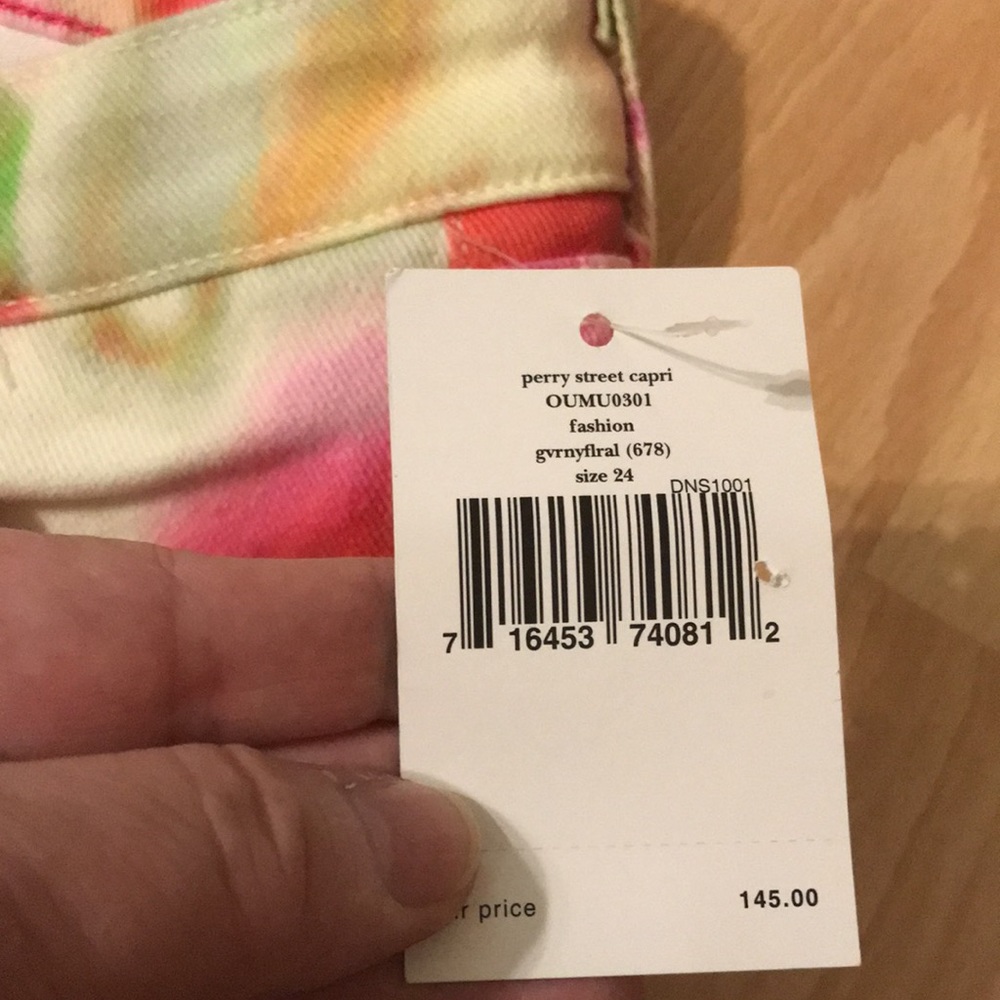 perry street capri
OUMU0301
fashion
gvrnyflral (678)
size 24
DNS1001
7 16453 74081 2
price 145.00